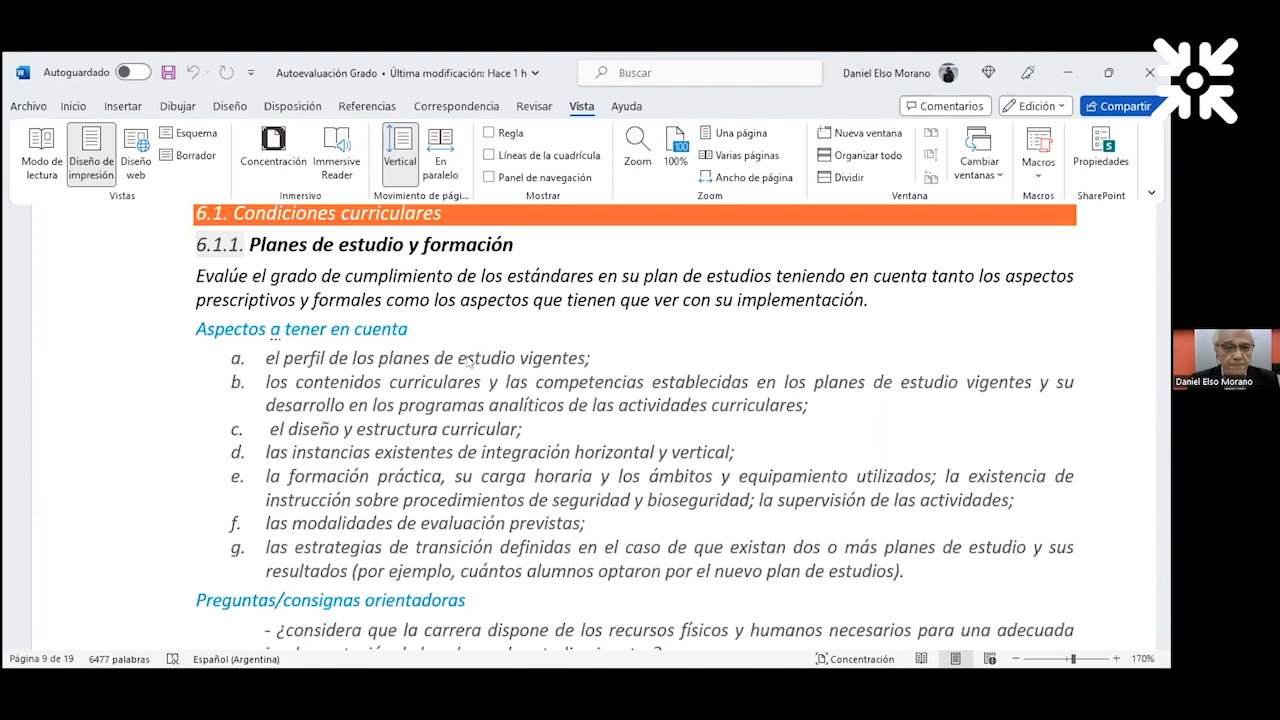 Autoguardado
Autoevaluación Grado • Última modificación: Hace 1 h
Buscar
Daniel Elso Morano
Archivo Inicio Insertar Dibujar Diseño Disposición Referencias Correspondencia Revisar Vista Ayuda
Comentarios Edición Compartir
Modo de lectura
Diseño de impresión
Diseño web
Esquema
Borrador
Vistas
Concentración
Immersive Reader
Inmersivo
Vertical
En paralelo
Movimiento de pági...
Regla
Líneas de la cuadrícula
Panel de navegación
Mostrar
Zoom
100
100%
Una página
Varias páginas
Ancho de página
Zoom
Nueva ventana
Organizar todo
Dividir
Cambiar ventanas
Ventana
Macros
Macros
Propiedades
SharePoint
6.1. Condiciones curriculares
6.1.1. Planes de estudio y formación
Evalúe el grado de cumplimiento de los estándares en su plan de estudios teniendo en cuenta tanto los aspectos
prescriptivos y formales como los aspectos que tienen que ver con su implementación.
Aspectos a tener en cuenta
a. el perfil de los planes de estudio vigentes;
b. los contenidos curriculares y las competencias establecidas en los planes de estudio vigentes y su
desarrollo en los programas analíticos de las actividades curriculares;
c. el diseño y estructura curricular;
d. las instancias existentes de integración horizontal y vertical;
e. la formación práctica, su carga horaria y los ámbitos y equipamiento utilizados; la existencia de
instrucción sobre procedimientos de seguridad y bioseguridad; la supervisión de las actividades;
f. las modalidades de evaluación previstas;
g. las estrategias de transición definidas en el caso de que existan dos o más planes de estudio y sus
resultados (por ejemplo, cuántos alumnos optaron por el nuevo plan de estudios).
Preguntas/consignas orientadoras
- ¿considera que la carrera dispone de los recursos físicos y humanos necesarios para una adecuada
Página 9 de 19 6477 palabras Español (Argentina) Concentración 170%
Daniel Elso Morano